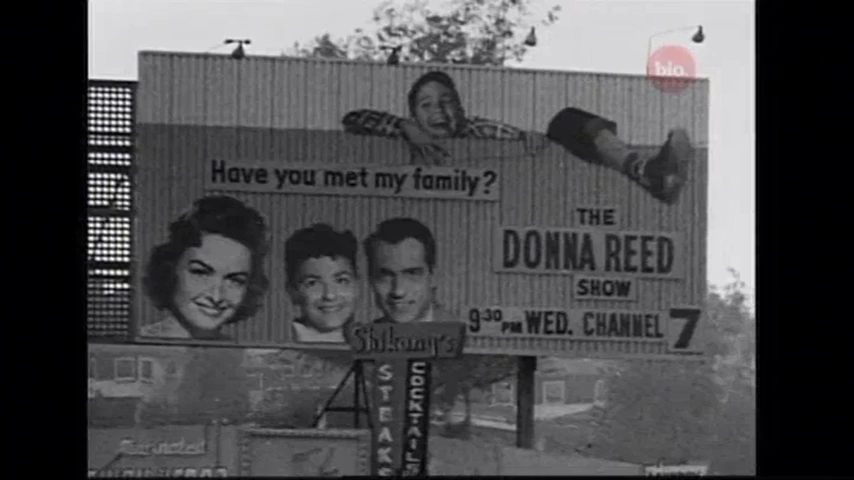 bio.
Have you met my family?
THE
DONNA REED
SHOW
9:30 PM WED. CHANNEL 7
STEAKS
COCKTAILS